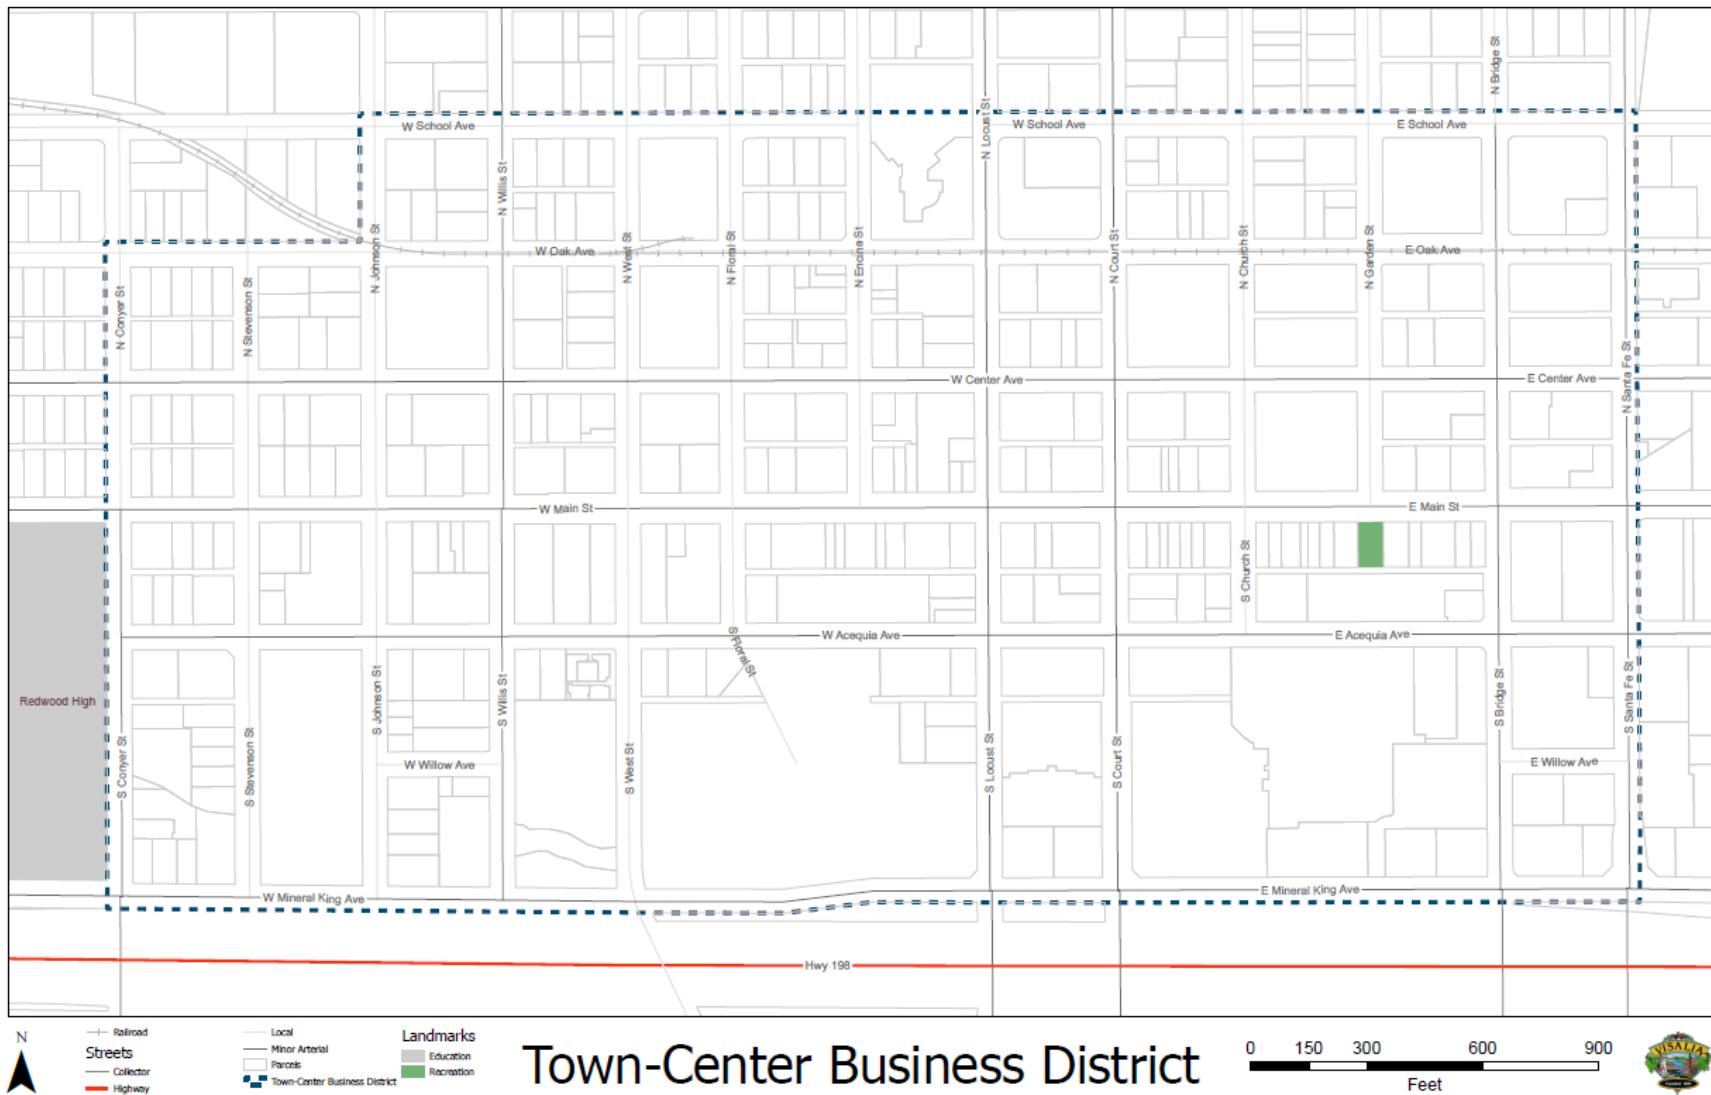 N Bridge St
W School Ave
N Locust St
W School Ave
E School Ave
N Willis St
N Johnson St
W Oak Ave
N West St
N Floral St
N Encina St
N Court St
N Church St
N Garden St
E Oak Ave
N Conyer St
N Stevenson St
W Center Ave
E Center Ave
N Santa Fe St
W Main St
E Main St
S Church St
W Acequia Ave
E Acequia Ave
S Floral St
Redwood High
S Johnson St
S Willis St
S Bridge St
S Santa Fe St
S Conyer St
S Stevenson St
W Willow Ave
S West St
S Locust St
S Court St
E Willow Ave
W Mineral King Ave
E Mineral King Ave
Hwy 198
N
Railroad
Streets
Collector
Highway
Local
Minor Arterial
Parcels
Town-Center Business District
Landmarks
Education
Recreation
Town-Center Business District
0 150 300 600 900
Feet
VISALIA